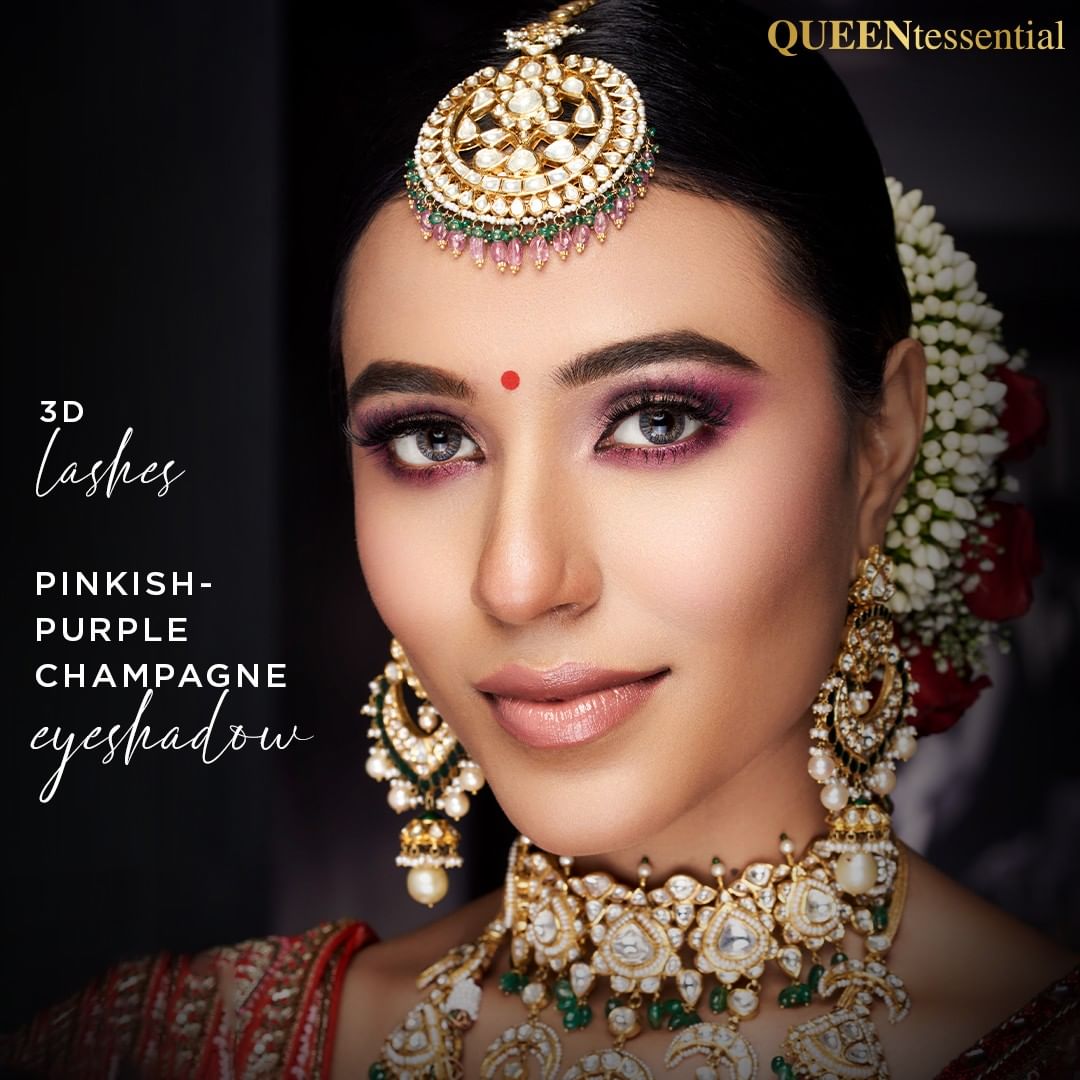 QUEENtessential
3D
lashes
PINKISH-
PURPLE
CHAMPAGNE
eyeshadow